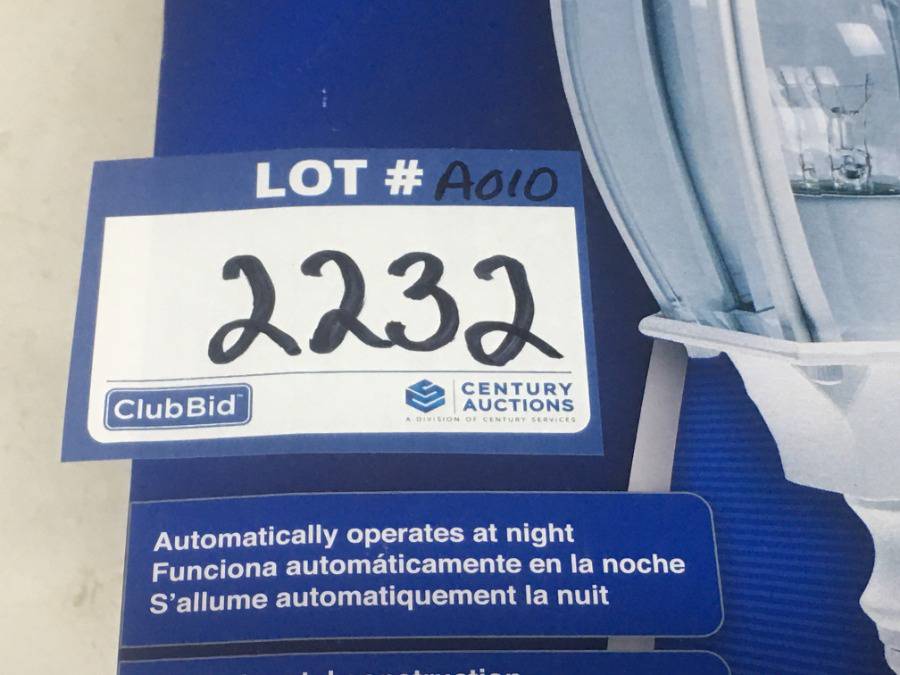 LOT # A010
2232
ClubBid™
CENTURY
AUCTIONS
A DIVISION OF CENTURY SERVICES
Automatically operates at night
Funciona automáticamente en la noche
S'allume automatiquement la nuit